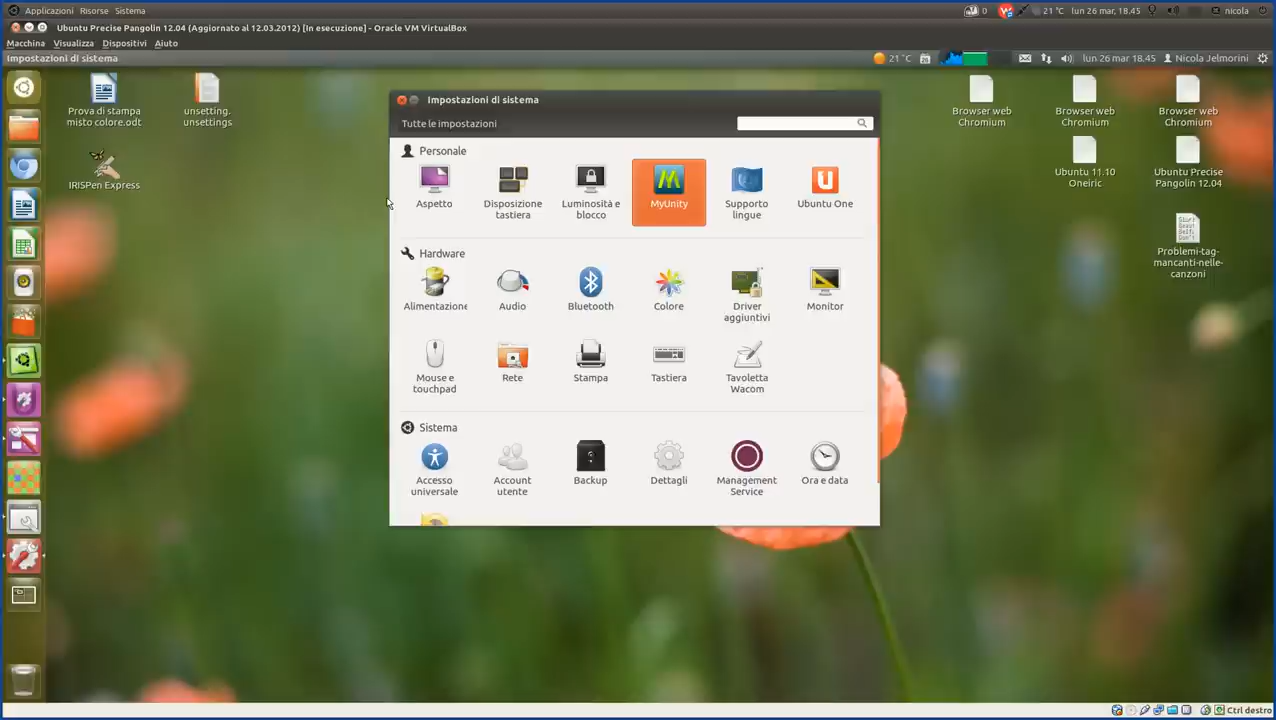 Applicazioni Risorse Sistema
0 21 °C lun 26 mar, 18.45 nicola
Ubuntu Precise Pangolin 12.04 (Aggiornato al 12.03.2012) [In esecuzione] - Oracle VM VirtualBox
Macchina Visualizza Dispositivi Aiuto
Impostazioni di sistema
21 °C lun 26 mar 18.45 Nicola Jelmorini
Prova di stampa
misto colore.odt
unsetting.
unsettings
IRISPen Express
Browser web
Chromium
Browser web
Chromium
Browser web
Chromium
Ubuntu 11.10
Oneiric
Ubuntu Precise
Pangolin 12.04
Problemi-tag-
mancanti-nelle-
canzoni
Impostazioni di sistema
Tutte le impostazioni
Personale
Aspetto
Disposizione
tastiera
Luminosità e
blocco
MyUnity
Supporto
lingue
Ubuntu One
Hardware
Alimentazione
Audio
Bluetooth
Colore
Driver
aggiuntivi
Monitor
Mouse e
touchpad
Rete
Stampa
Tastiera
Tavoletta
Wacom
Sistema
Accesso
universale
Account
utente
Backup
Dettagli
Management
Service
Ora e data
Ctrl destro